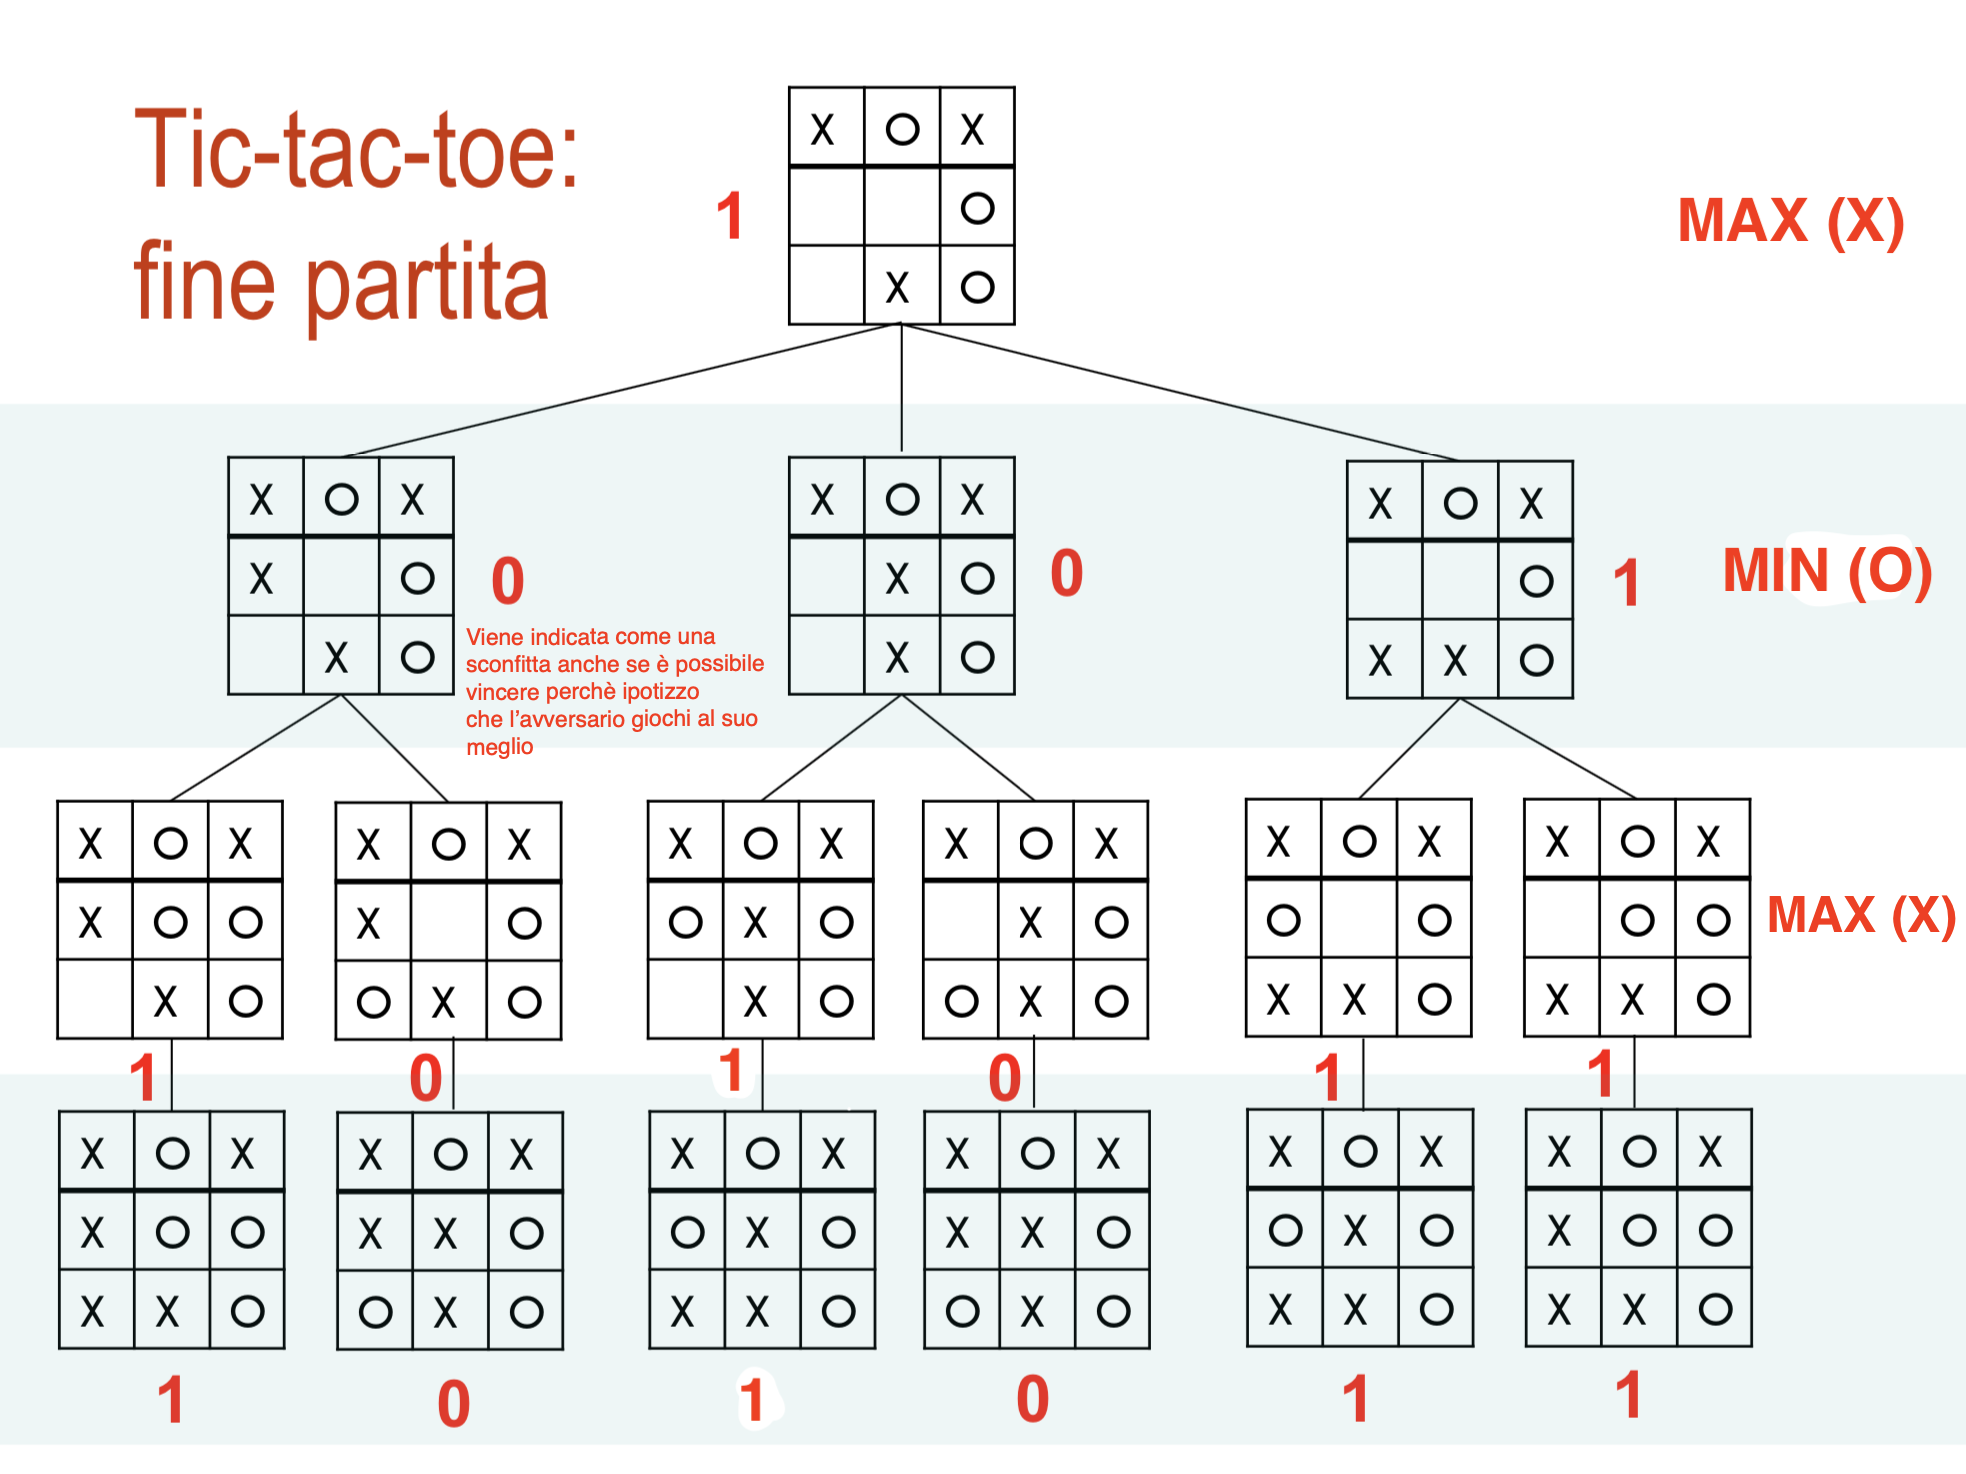 Tic-tac-toe:
fine partita
X O X
O
X O
1
MAX (X)
X O X
X O
X O
0
Viene indicata come una
sconfitta anche se è possibile
vincere perchè ipotizzo
che l'avversario giochi al suo
meglio
X O X
X O
X O
0
X O X
O
X X O
1
MIN (O)
X O X
X O O
X O
1
X O X
X O
O X O
0
X O X
O X O
X O
1
X O X
X O
O X O
0
X O X
O O
X X O
1
X O X
O O
X X O
1
MAX (X)
X O X
X O O
X X O
1
X O X
X X O
O X O
0
X O X
O X O
X X O
1
X O X
X X O
O X O
0
X O X
O X O
X X O
1
X O X
X O O
X X O
1